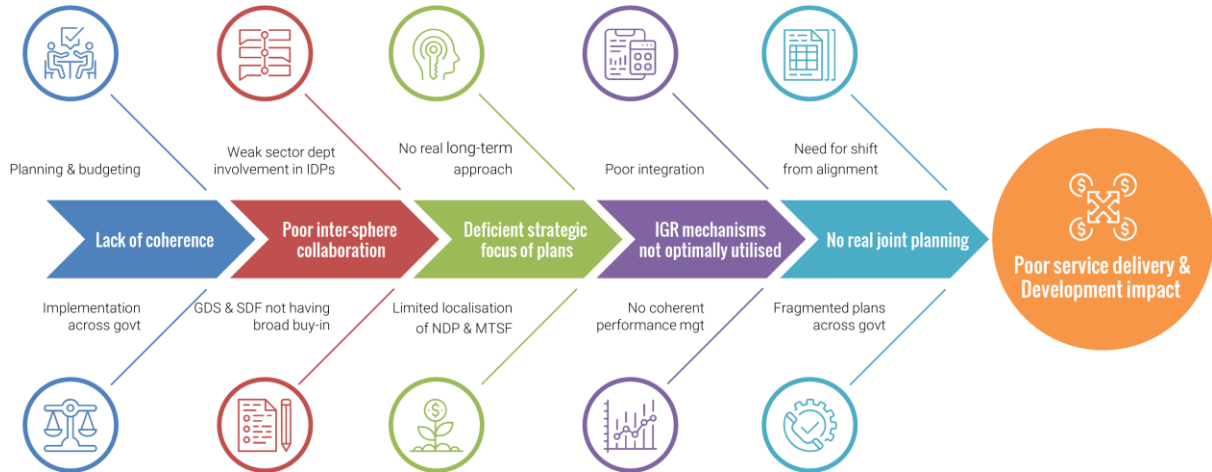 Planning & budgeting
Weak sector dept
involvement in IDPs
No real long-term
approach
Poor integration
Need for shift
from alignment
Lack of coherence
Poor inter-sphere
collaboration
Deficient strategic
focus of plans
IGR mechanisms
not optimally utilised
No real joint planning
Poor service delivery &
Development impact
Implementation
across govt
GDS & SDF not having
broad buy-in
Limited localisation
of NDP & MTSF
No coherent
performance mgt
Fragmented plans
across govt